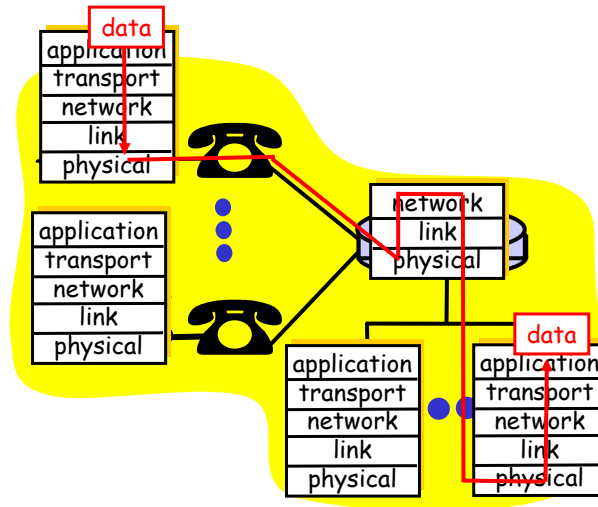 data
application
transport
network
link
physical
network
link
physical
application
transport
network
link
physical
data
application
transport
network
link
physical
application
transport
network
link
physical